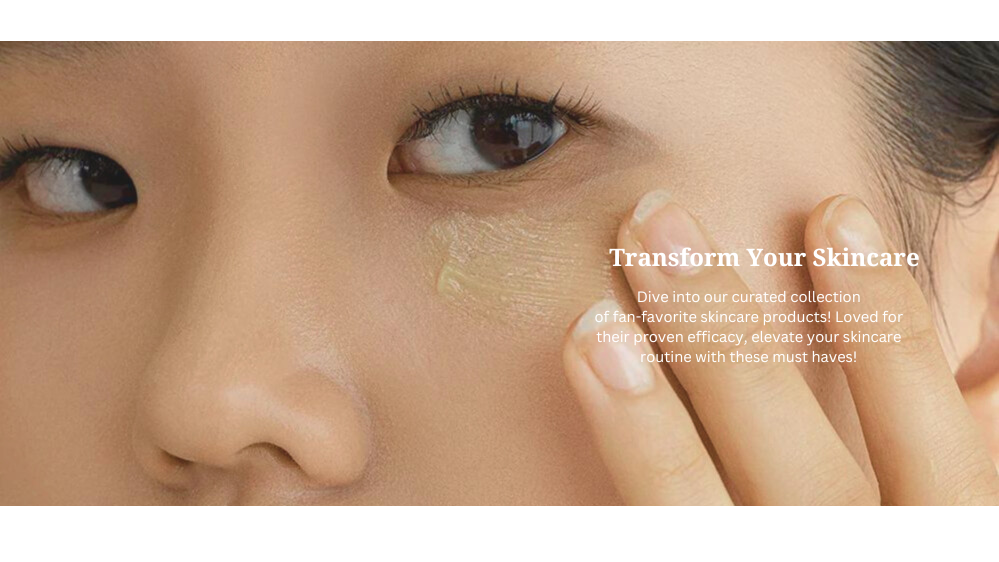 Transform Your Skincare
Dive into our curated collection
of fan-favorite skincare products! Loved for
their proven efficacy, elevate your skincare
routine with these must haves!